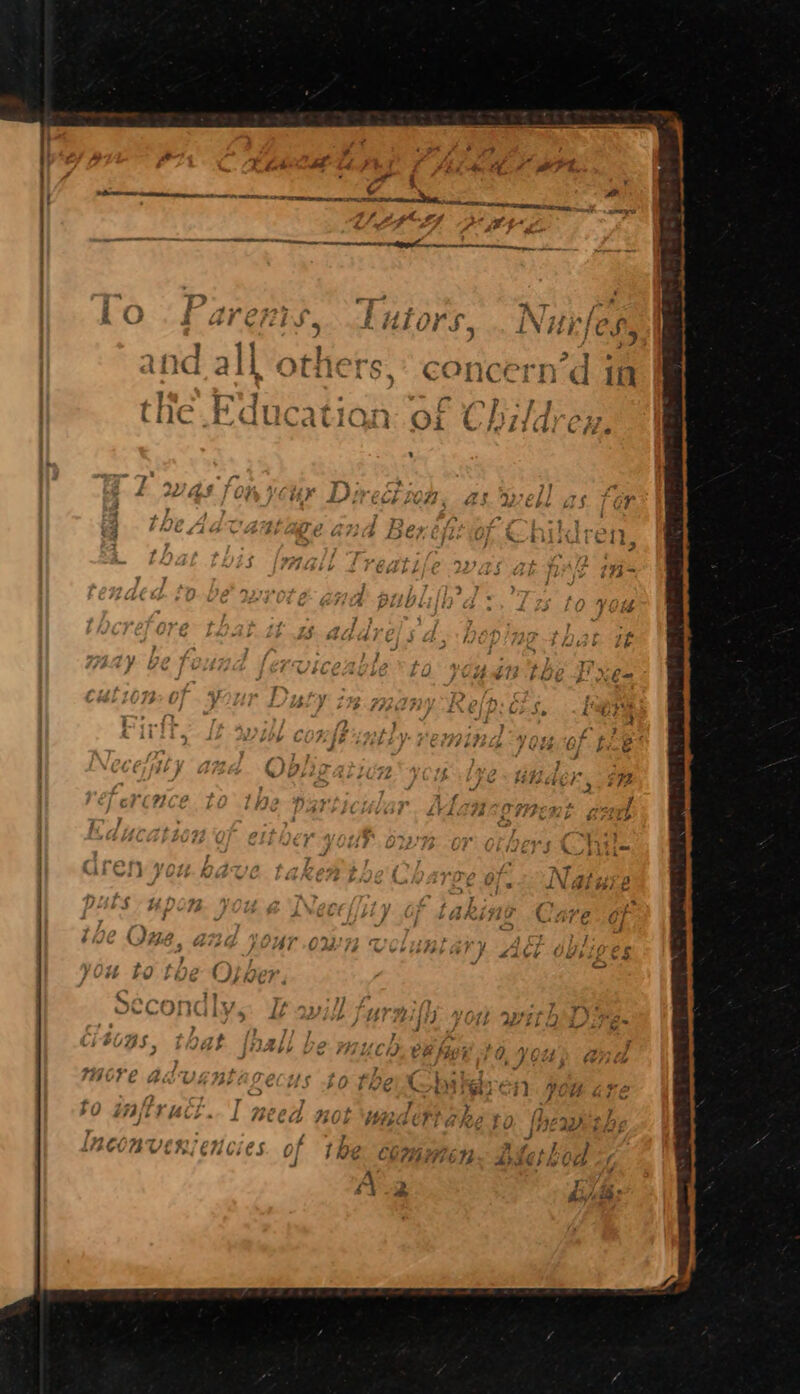 To Parents, Tutors, Nurſes,
and all others, concern'd in
the Education of Children.
IT was for your Direction, as well as for
the Advantage and Benefit of Children,
that this ſmall Treatiſe was at firſt in-
tended to be wrote and publiſh'd: 'Tis to you
therefore that it is addreſs'd, hoping that it
may be found ſerviceable to you in the Exe-
cution of your Duty in many Reſpects.
Firſt, It will conſtantly remind you of the
Neceſſity and Obligation you lye under, in
reference to the particular Management and
Education of either your own or others Chil-
dren you have taken the Charge of. Nature
puts upon you a Neceſſity of taking Care of
the One, and your own voluntary Act obliges
you to the Other.
Secondly, It will furniſh you with Dire-
ctions, that ſhall be much eaſier to you, and
more advantagecus to the Children you are
to inſtruct. I need not undertake to ſhew the
Inconveniencies of the common Method
A 2